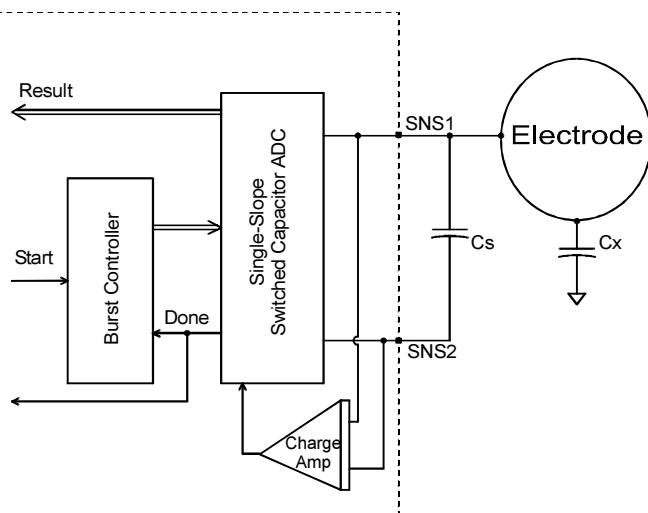 Result
SNS1
Electrode
Single-Slope
Switched Capacitor ADC
Burst Controller
Start
Cs
Cx
Done
SNS2
Charge
Amp